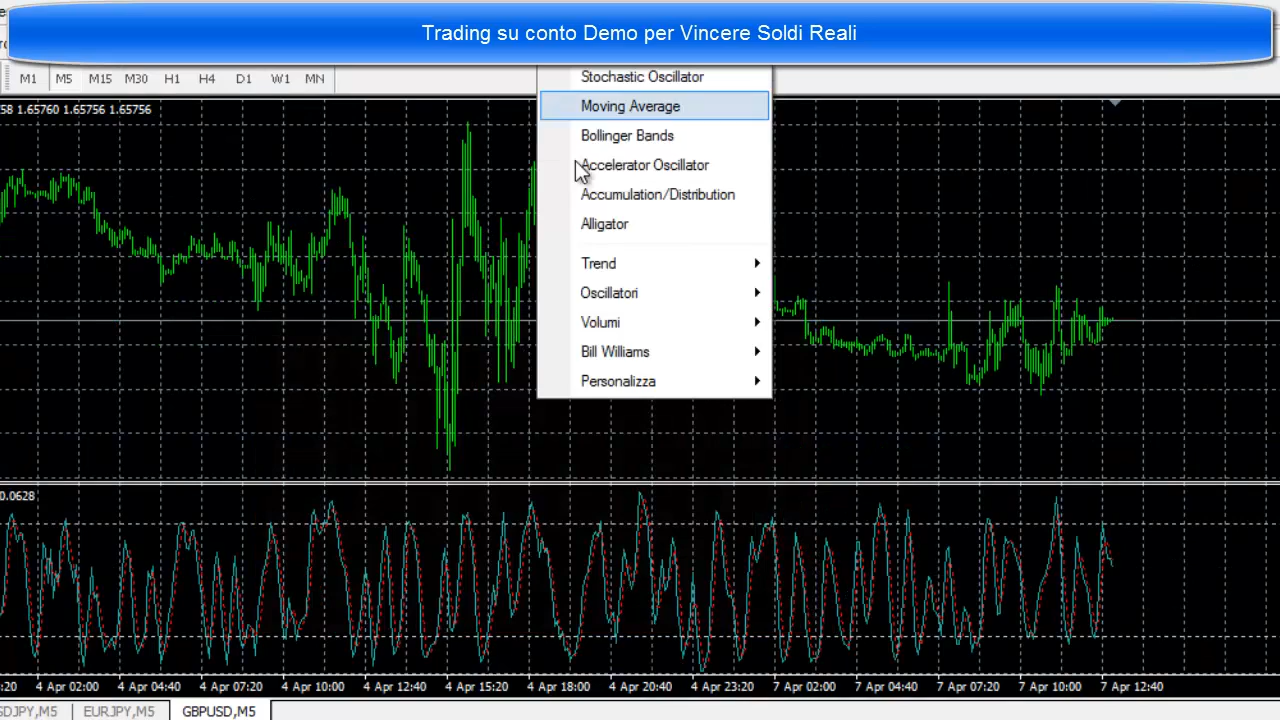 Trading su conto Demo per Vincere Soldi Reali
M1 M5 M15 M30 H1 H4 D1 W1 MN
58 1.65760 1.65756 1.65756
Stochastic Oscillator
Moving Average
Bollinger Bands
Accelerator Oscillator
Accumulation/Distribution
Alligator
Trend
Oscillatori
Volumi
Bill Williams
Personalizza
0.0628
:20 4 Apr 02:00 4 Apr 04:40 4 Apr 07:20 4 Apr 10:00 4 Apr 12:40 4 Apr 15:20 4 Apr 18:00 4 Apr 20:40 4 Apr 23:20 7 Apr 02:00 7 Apr 04:40 7 Apr 07:20 7 Apr 10:00 7 Apr 12:40
SDJPY,M5 EURJPY,M5 GBPUSD,M5